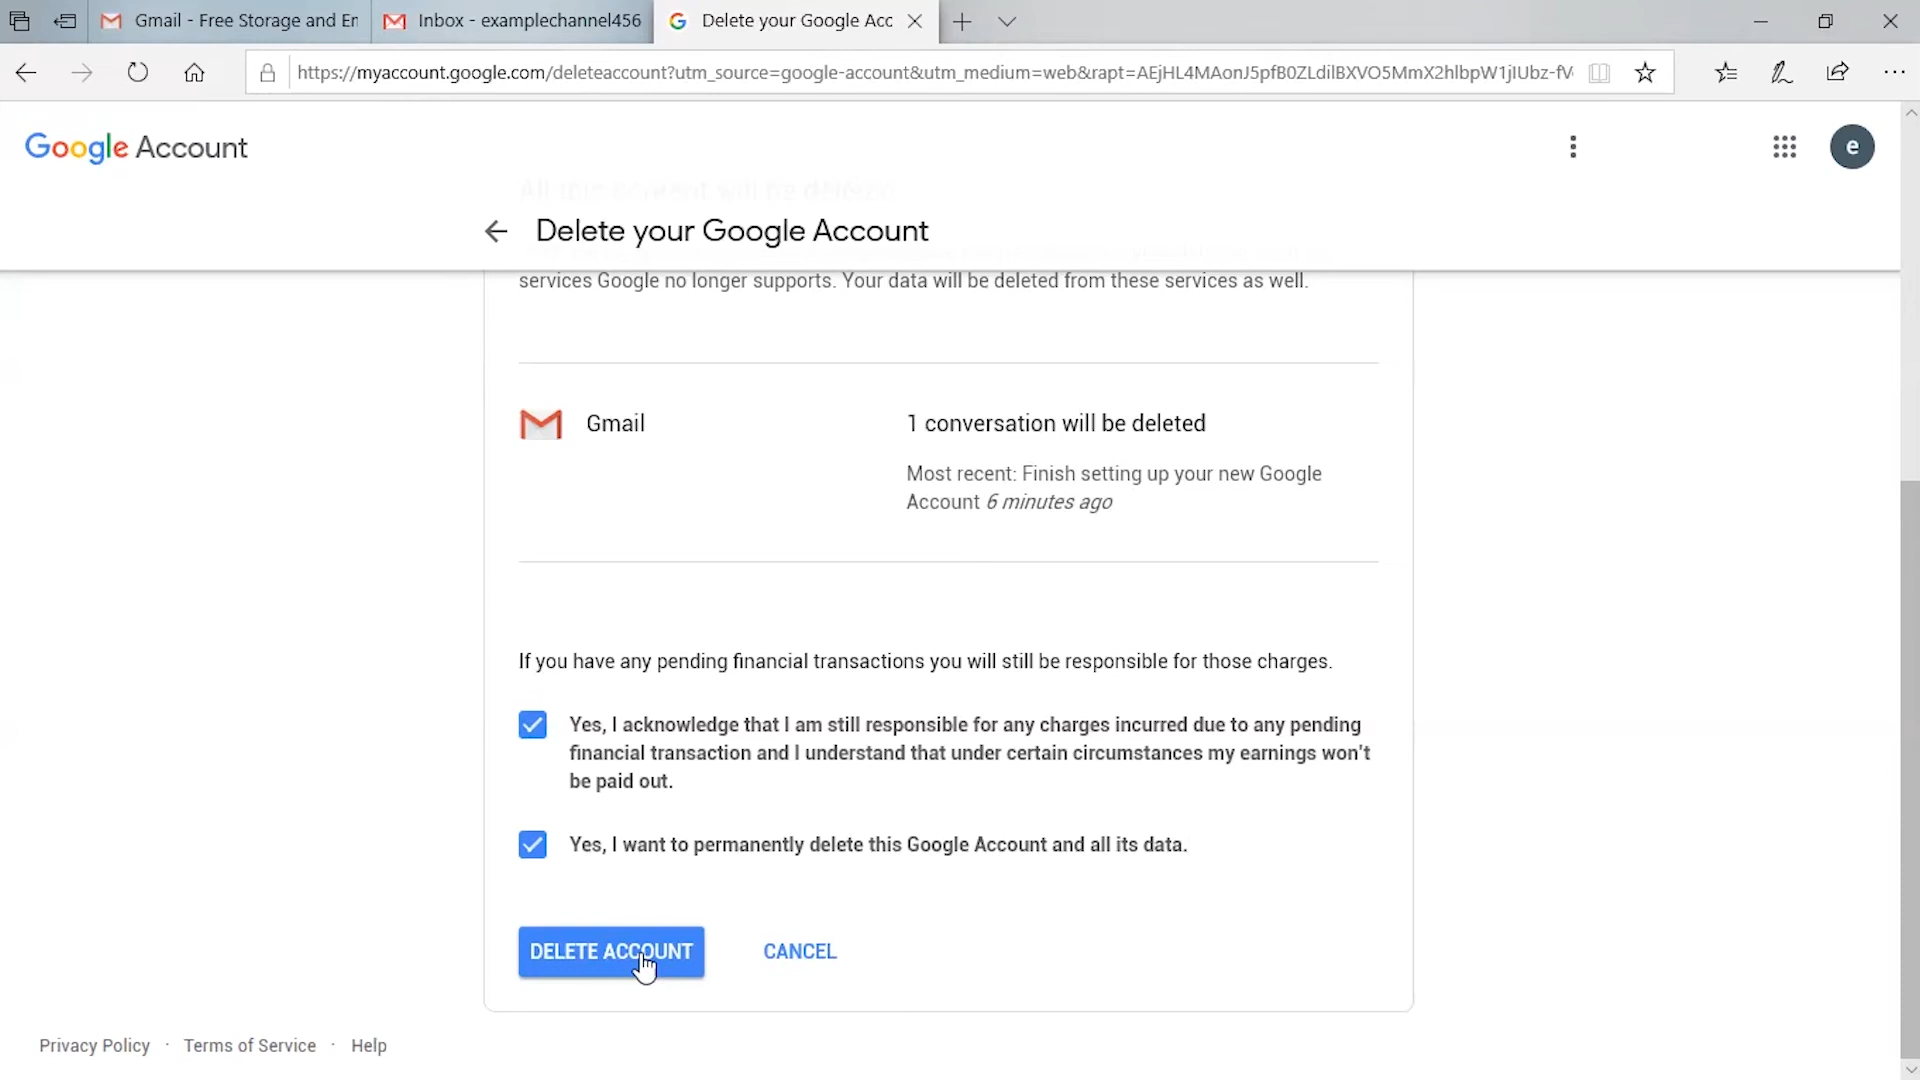 Gmail - Free Storage and Er
Inbox - examplechannel456
Delete your Google Acc
https://myaccount.google.com/deleteaccount?utm_source=google-account&utm_medium=web&rapt=
Google Account
e
Delete your Google Account
services Google no longer supports. Your data will be deleted from these services as well.
Gmail
1 conversation will be deleted
Most recent: Finish setting up your new Google
Account 6 minutes ago
If you have any pending financial transactions you will still be responsible for those charges.
Yes, I acknowledge that I am still responsible for any charges incurred due to any pending
financial transaction and I understand that under certain circumstances my earnings won't
be paid out.
Yes, I want to permanently delete this Google Account and all its data.
DELETE ACCOUNT
CANCEL
Privacy Policy · Terms of Service · Help